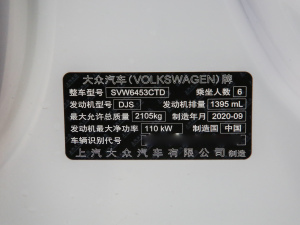 大众汽车(VOLKSWAGEN)牌
整车型号 SVW6453CTD 乘坐人数 6
发动机型号 DJS 发动机排量 1395 mL
最大允许总质量 2105kg 制造年月 2020-09
发动机最大净功率 110 kW 制造国 中国
车辆识别代号
上汽大众汽车有限公司 制造